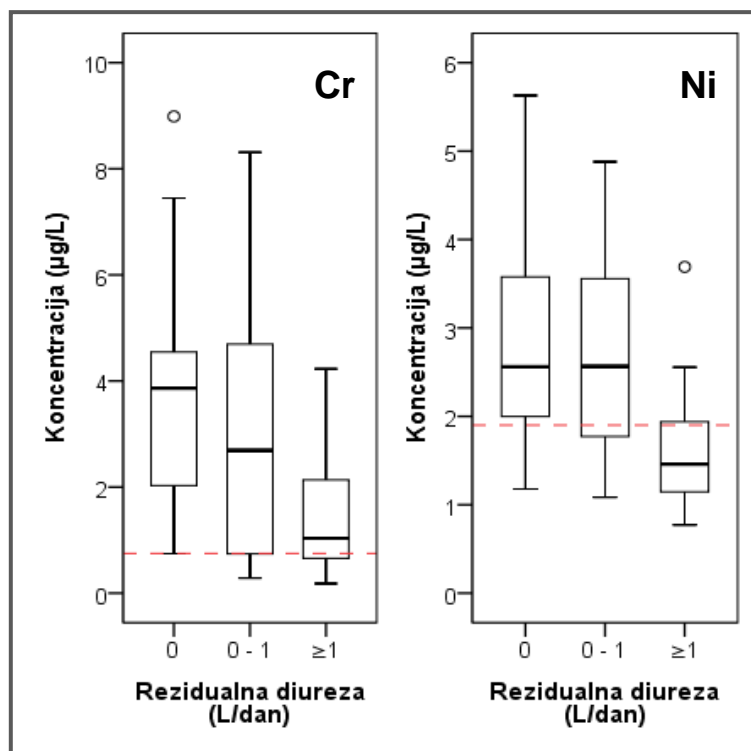 Cr
Koncentracija (µg/L)
10
8
6
4
2
0
0
0 - 1
≥1
Rezidualna diureza
(L/dan)
Ni
Koncentracija (µg/L)
6
5
4
3
2
1
0
0
0 - 1
≥1
Rezidualna diureza
(L/dan)